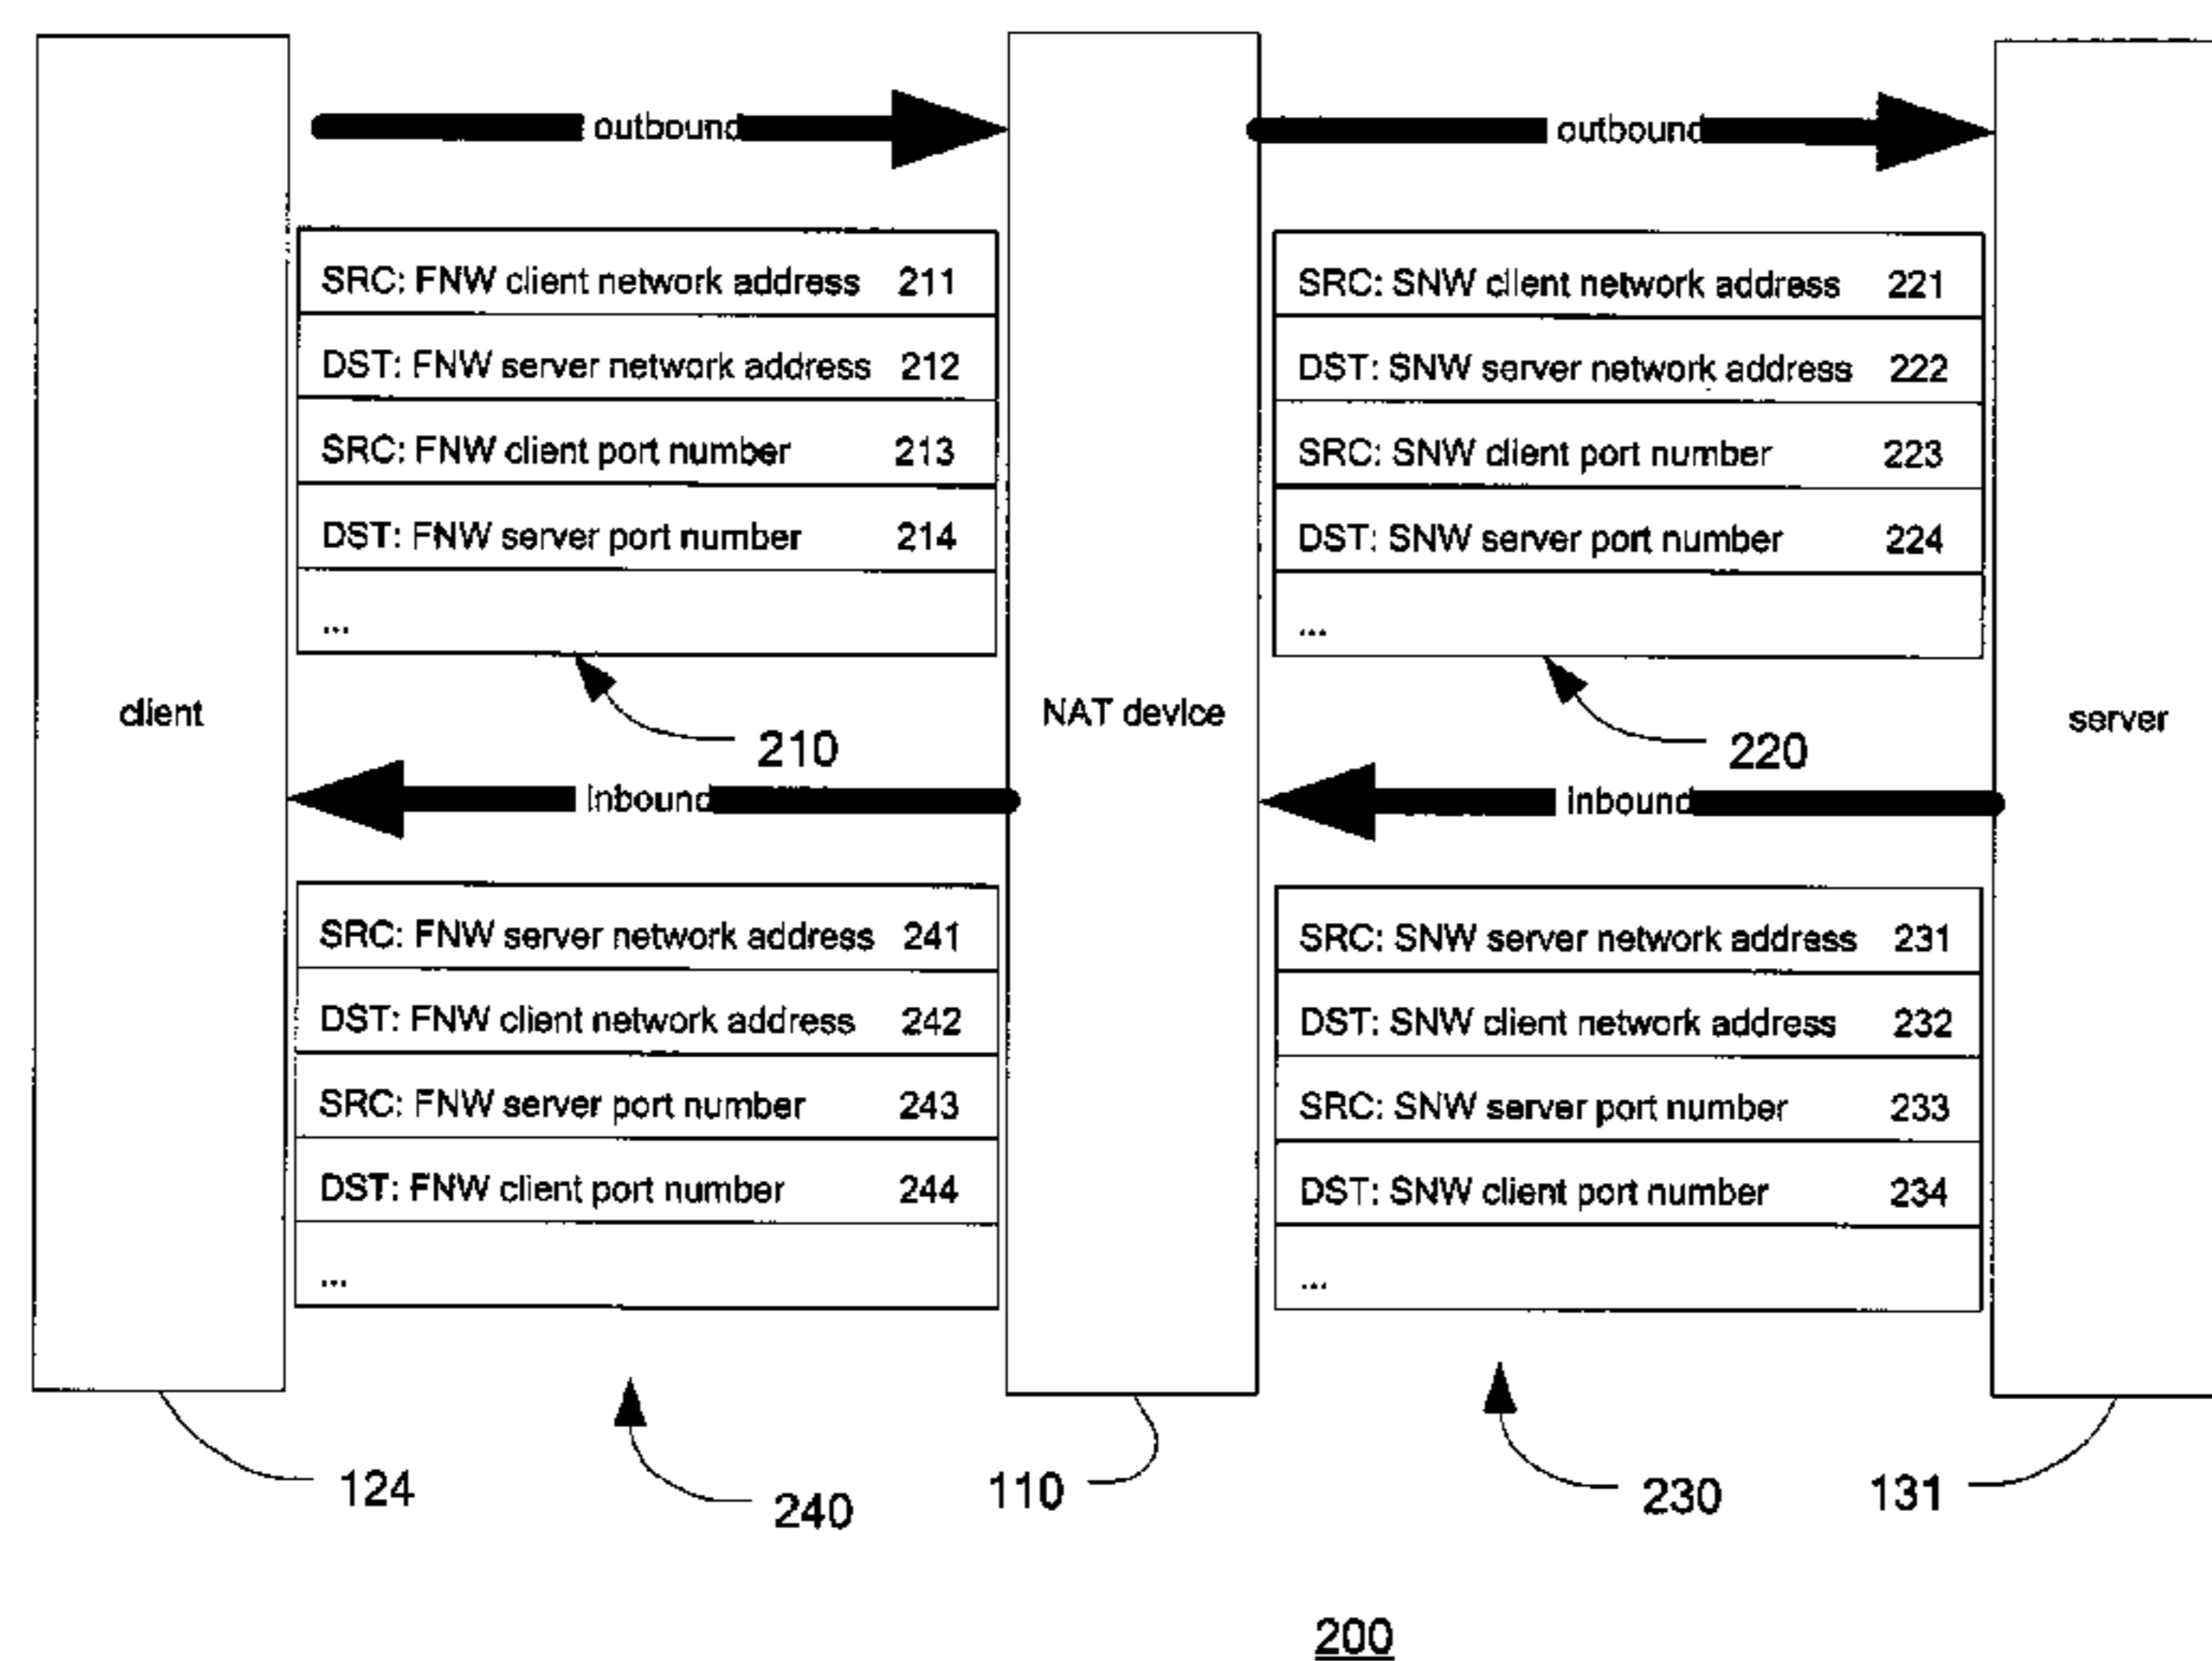 outbound
outbound
SRC: FNW client network address 211
DST: FNW server network address 212
SRC: FNW client port number 213
DST: FNW server port number 214
...
SRC: SNW client network address 221
DST: SNW server network address 222
SRC: SNW client port number 223
DST: SNW server port number 224
...
client
NAT device
server
210
220
Inbound
Inbound
SRC: FNW server network address 241
DST: FNW client network address 242
SRC: FNW server port number 243
DST: FNW client port number 244
...
SRC: SNW server network address 231
DST: SNW client network address 232
SRC: SNW server port number 233
DST: SNW client port number 234
...
124
240
110
230
131
200